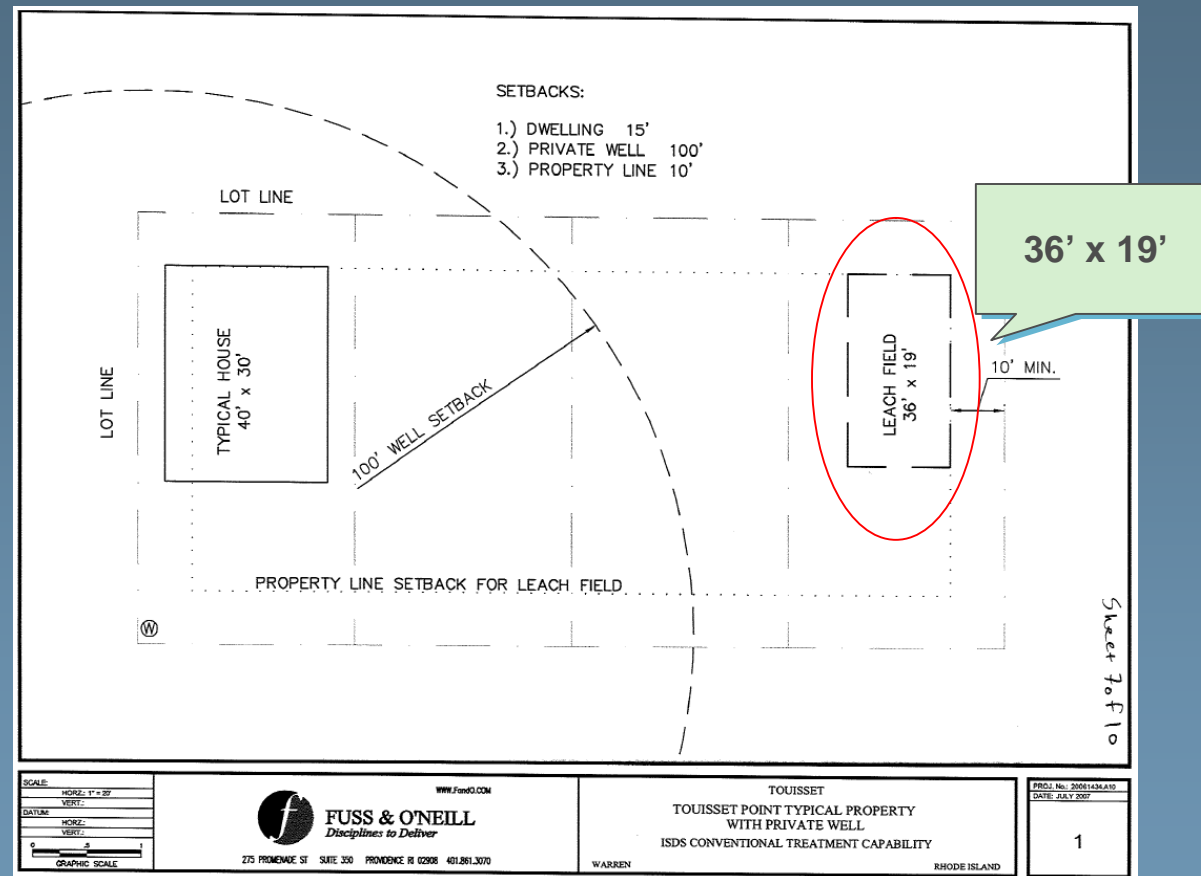 SETBACKS:
1.) DWELLING 15'
2.) PRIVATE WELL 100'
3.) PROPERTY LINE 10'
LOT LINE
36’ x 19’
LOT LINE
TYPICAL HOUSE
40' x 30'
100' WELL SETBACK
LEACH FIELD
36' x 19'
10' MIN.
PROPERTY LINE SETBACK FOR LEACH FIELD
W
Sheet 7 of 10
SCALE:
HORZ.: 1" = 20'
VERT.:
DATUM:
HORZ.:
VERT.:
0 .5 1
GRAPHIC SCALE
www.FandO.COM
f
FUSS & O'NEILL
Disciplines to Deliver
275 PROMENADE ST SUITE 350 PROVIDENCE RI 02908 401.861.3070
TOUISSET
TOUISSET POINT TYPICAL PROPERTY
WITH PRIVATE WELL
ISDS CONVENTIONAL TREATMENT CAPABILITY
WARREN RHODE ISLAND
PROJ. No.: 20061434.A10
DATE: JULY 2007
1